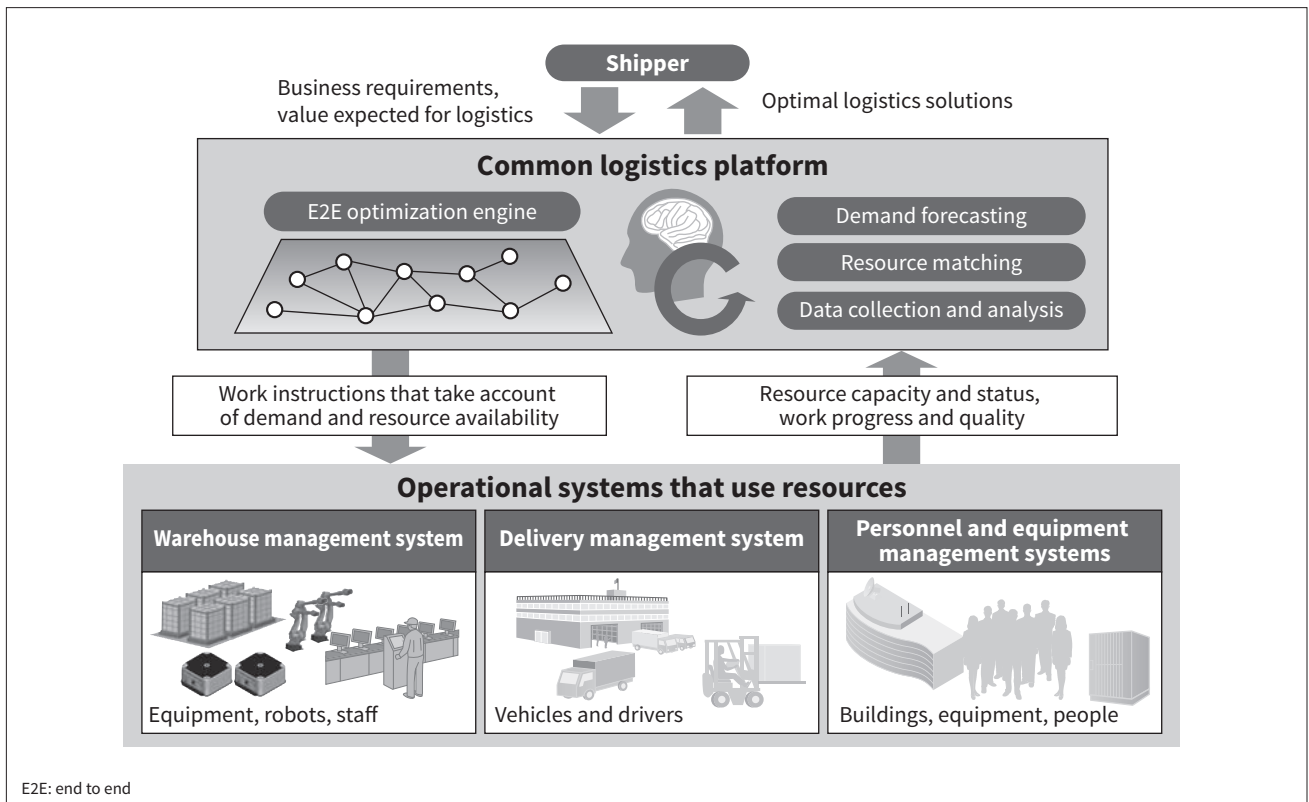 Shipper
Business requirements,
value expected for logistics
Optimal logistics solutions
Common logistics platform
E2E optimization engine
Demand forecasting
Resource matching
Data collection and analysis
Work instructions that take account
of demand and resource availability
Resource capacity and status,
work progress and quality
Operational systems that use resources
Warehouse management system
Delivery management system
Personnel and equipment
management systems
Equipment, robots, staff
Vehicles and drivers
Buildings, equipment, people
E2E: end to end